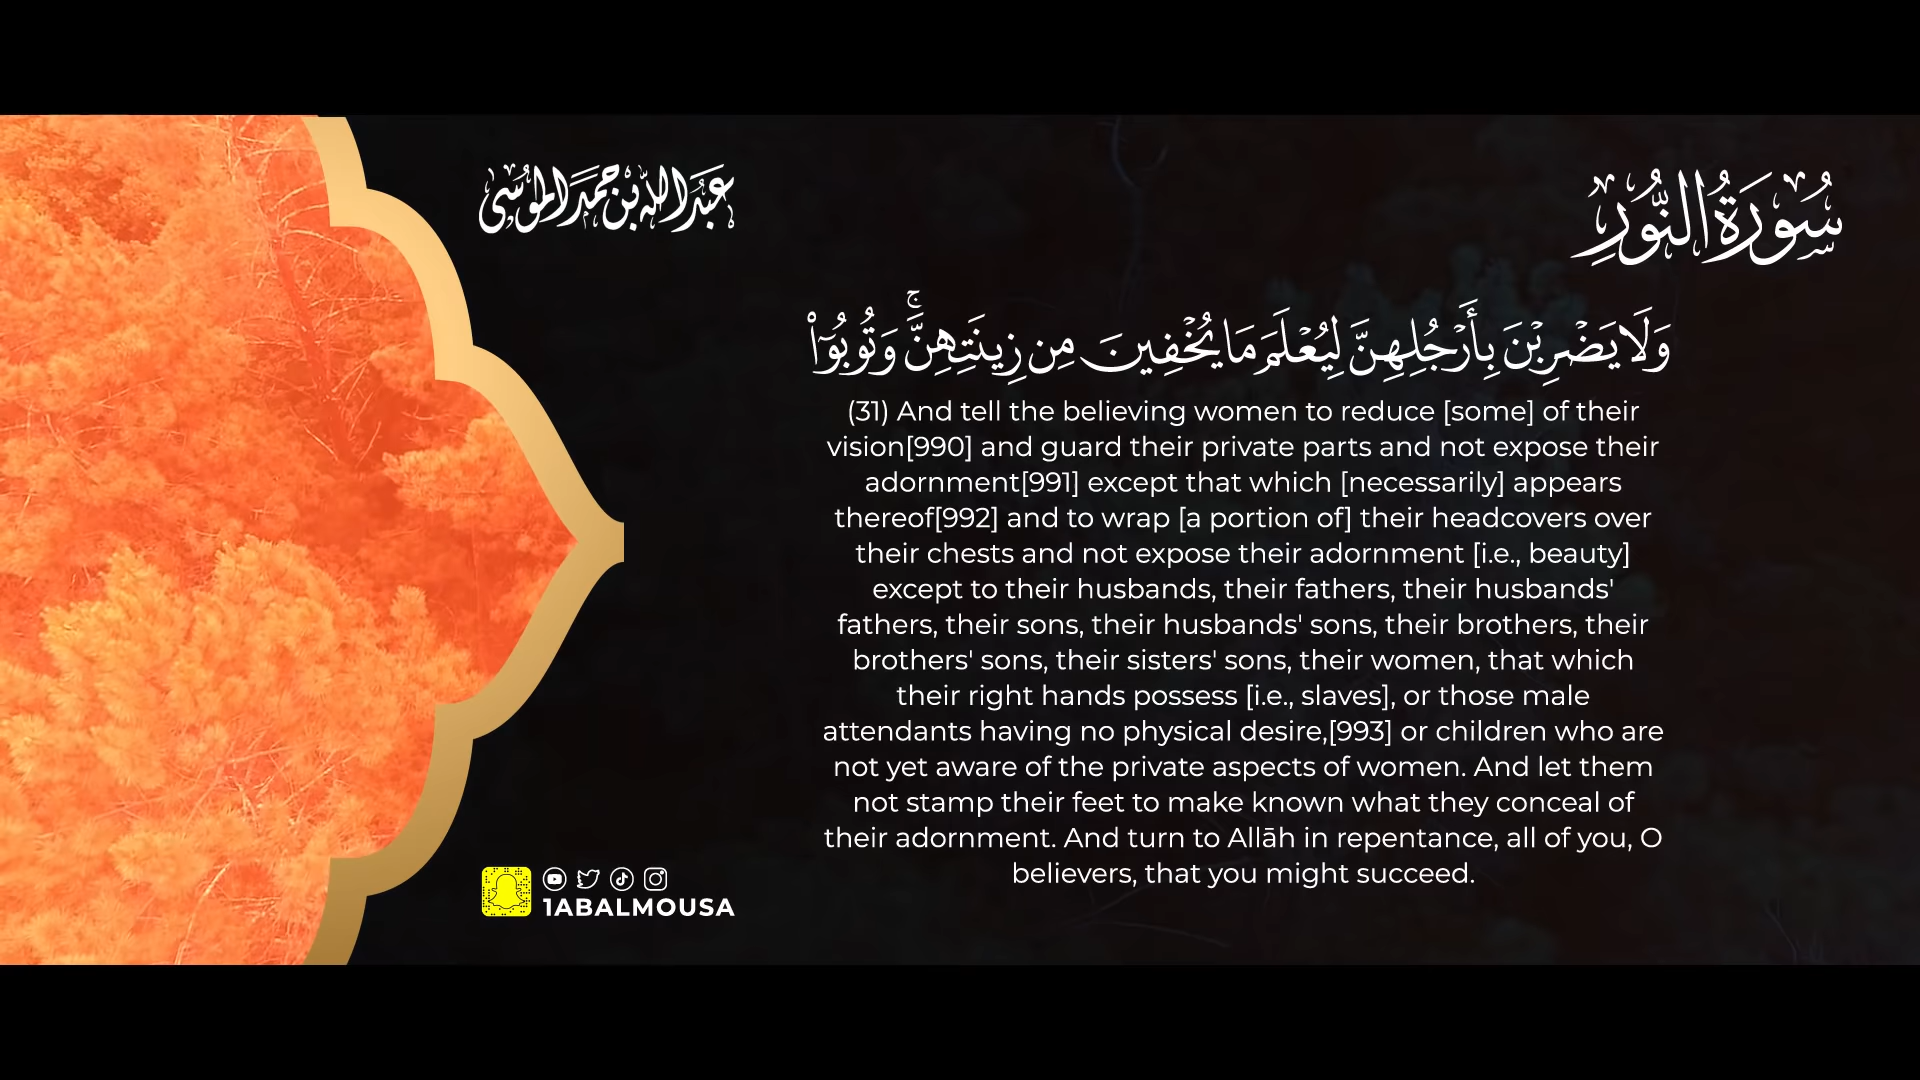 سُورَةُ النُّورِ
عَبْدَاللَّه بْن حَمَد المُوسَى
وَلَا يَضْرِبْنَ بِأَرْجُلِهِنَّ لِيُعْلَمَ مَا يُخْفِينَ مِن زِينَتِهِنَّ ۚ وَتُوبُوٓا۟
(31) And tell the believing women to reduce [some] of their
vision[990] and guard their private parts and not expose their
adornment[991] except that which [necessarily] appears
thereof[992] and to wrap [a portion of] their headcovers over
their chests and not expose their adornment [i.e., beauty]
except to their husbands, their fathers, their husbands'
fathers, their sons, their husbands' sons, their brothers, their
brothers' sons, their sisters' sons, their women, that which
their right hands possess [i.e., slaves], or those male
attendants having no physical desire,[993] or children who are
not yet aware of the private aspects of women. And let them
not stamp their feet to make known what they conceal of
their adornment. And turn to Allāh in repentance, all of you, O
believers, that you might succeed.
1ABALMOUSA